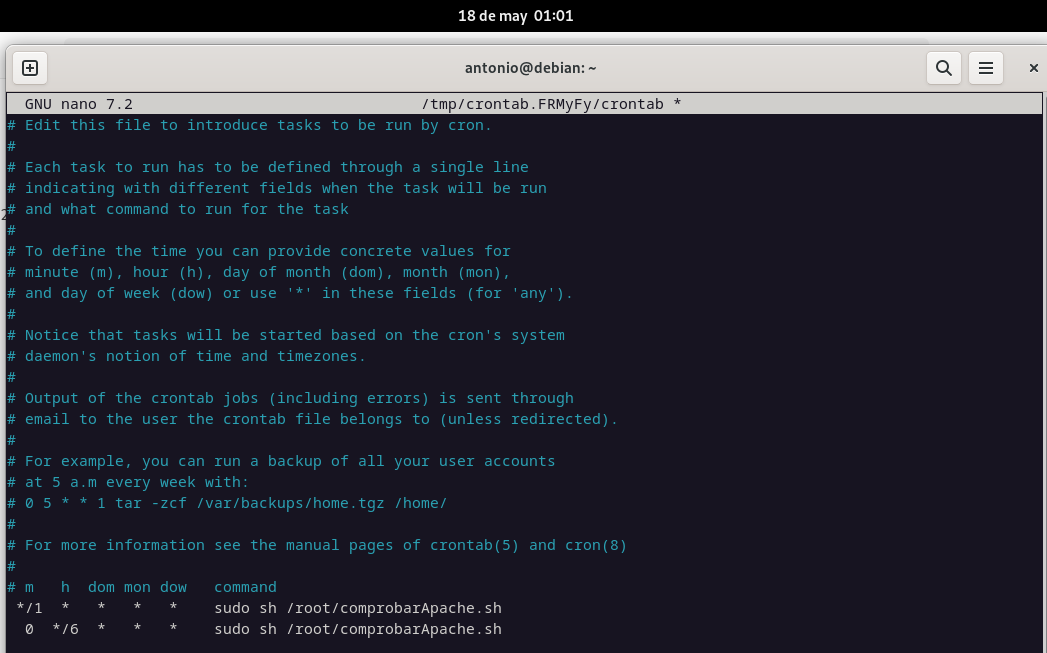 18 de may 01:01
antonio@debian: ~
GNU nano 7.2 /tmp/crontab.FRMyFy/crontab *
# Edit this file to introduce tasks to be run by cron.
#
# Each task to run has to be defined through a single line
# indicating with different fields when the task will be run
# and what command to run for the task
#
# To define the time you can provide concrete values for
# minute (m), hour (h), day of month (dom), month (mon),
# and day of week (dow) or use '*' in these fields (for 'any').
#
# Notice that tasks will be started based on the cron's system
# daemon's notion of time and timezones.
#
# Output of the crontab jobs (including errors) is sent through
# email to the user the crontab file belongs to (unless redirected).
#
# For example, you can run a backup of all your user accounts
# at 5 a.m every week with:
# 0 5 * * 1 tar -zcf /var/backups/home.tgz /home/
#
# For more information see the manual pages of crontab(5) and cron(8)
#
# m   h  dom mon dow   command
 */1  *   *   *   *    sudo sh /root/comprobarApache.sh
  0  */6  *   *   *    sudo sh /root/comprobarApache.sh